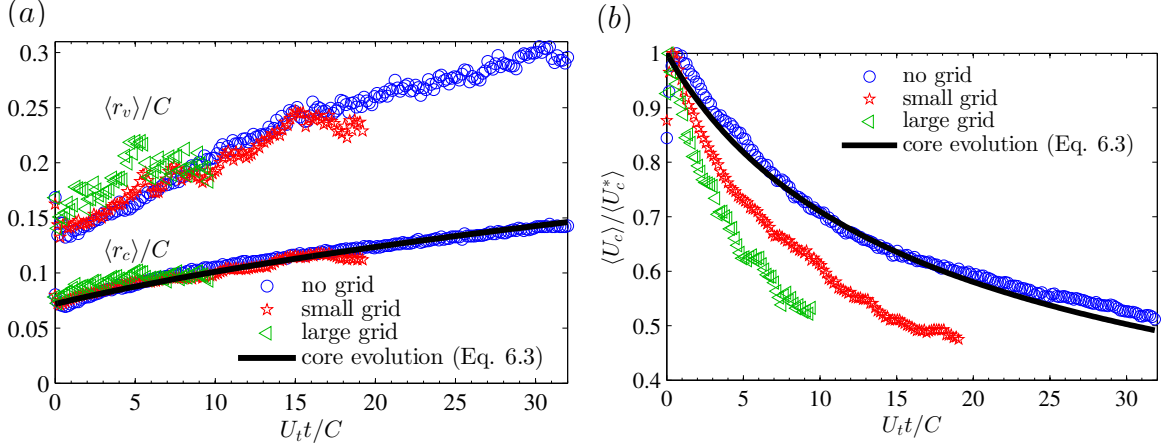 (a)
0.3
0.25
0.2
0.15
0.1
0.05
0
⟨r_v⟩/C
⟨r_c⟩/C
no grid
small grid
large grid
core evolution (Eq. 6.3)
0 5 10 15 20 25 30
U_t t/C
(b)
1
0.9
0.8
0.7
0.6
0.5
0.4
⟨U_c⟩/⟨U_c^*⟩
no grid
small grid
large grid
core evolution (Eq. 6.3)
0 5 10 15 20 25 30
U_t t/C